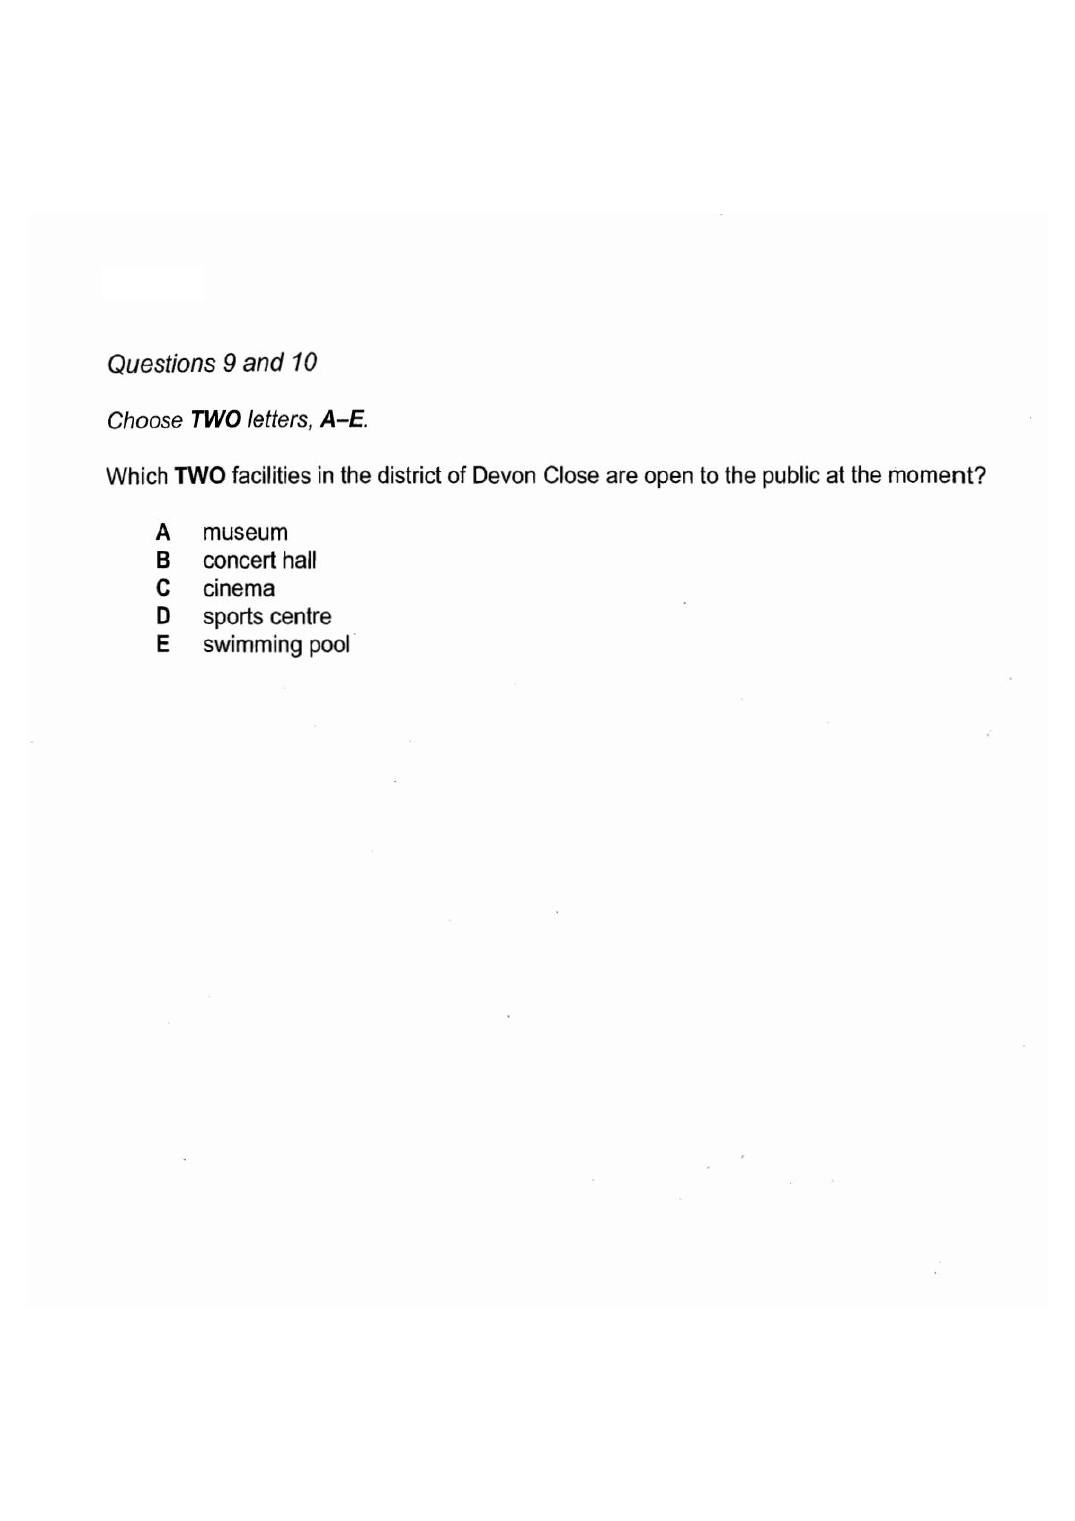 Questions 9 and 10
Choose TWO letters, A–E.
Which TWO facilities in the district of Devon Close are open to the public at the moment?
A museum
B concert hall
C cinema
D sports centre
E swimming pool